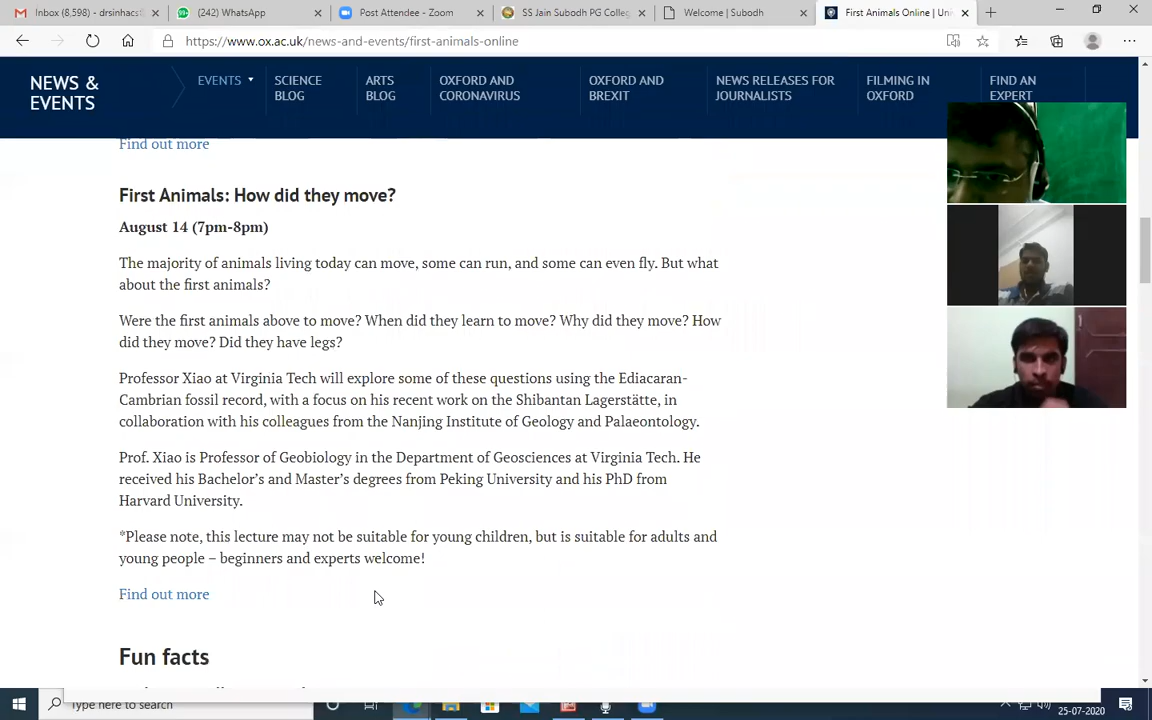 Inbox (8,598) - drsinhacs
(242) WhatsApp
Post Attendee - Zoom
SS Jain Subodh PG Colle
Welcome | Subodh
First Animals Online | Uni
https://www.ox.ac.uk/news-and-events/first-animals-online
NEWS &
EVENTS
EVENTS
SCIENCE
BLOG
ARTS
BLOG
OXFORD AND
CORONAVIRUS
OXFORD AND
BREXIT
NEWS RELEASES FOR
JOURNALISTS
FILMING IN
OXFORD
FIND AN
EXPERT
Find out more
First Animals: How did they move?
August 14 (7pm-8pm)
The majority of animals living today can move, some can run, and some can even fly. But what
about the first animals?
Were the first animals above to move? When did they learn to move? Why did they move? How
did they move? Did they have legs?
Professor Xiao at Virginia Tech will explore some of these questions using the Ediacaran-
Cambrian fossil record, with a focus on his recent work on the Shibantan Lagerstätte, in
collaboration with his colleagues from the Nanjing Institute of Geology and Palaeontology.
Prof. Xiao is Professor of Geobiology in the Department of Geosciences at Virginia Tech. He
received his Bachelor's and Master's degrees from Peking University and his PhD from
Harvard University.
*Please note, this lecture may not be suitable for young children, but is suitable for adults and
young people – beginners and experts welcome!
Find out more
Fun facts
Type here to search
25-07-2020